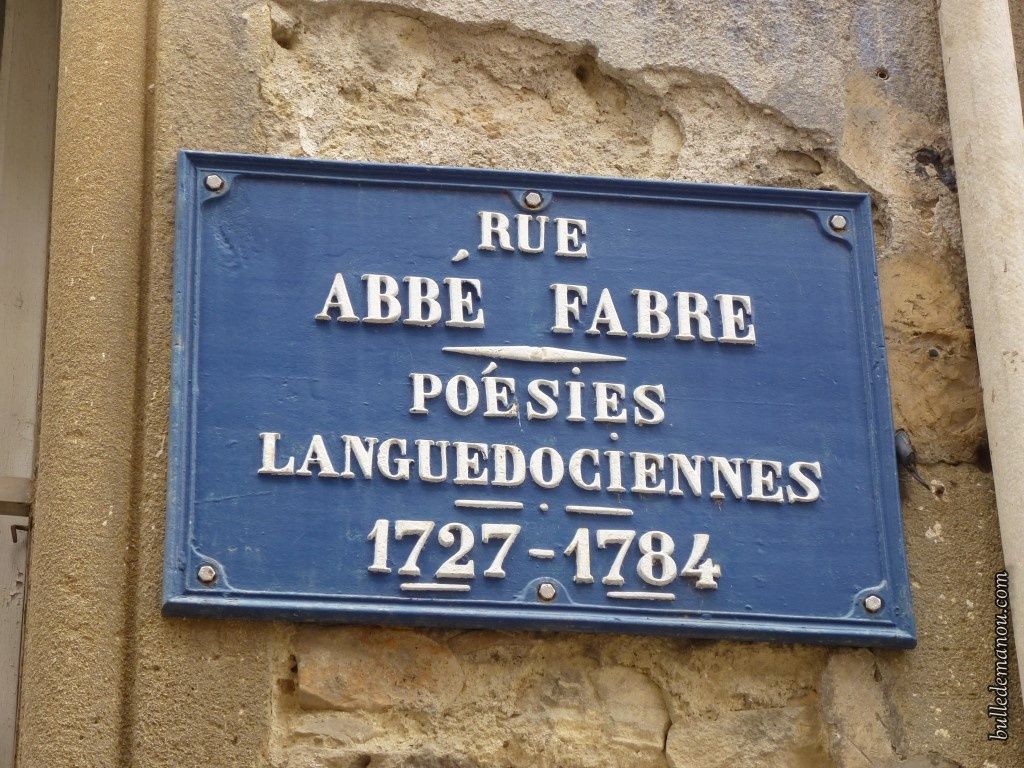 RUE
ABBÉ FABRE
POÉSIES
LANGUEDOCIENNES
1727-1784
bulledemanou.com